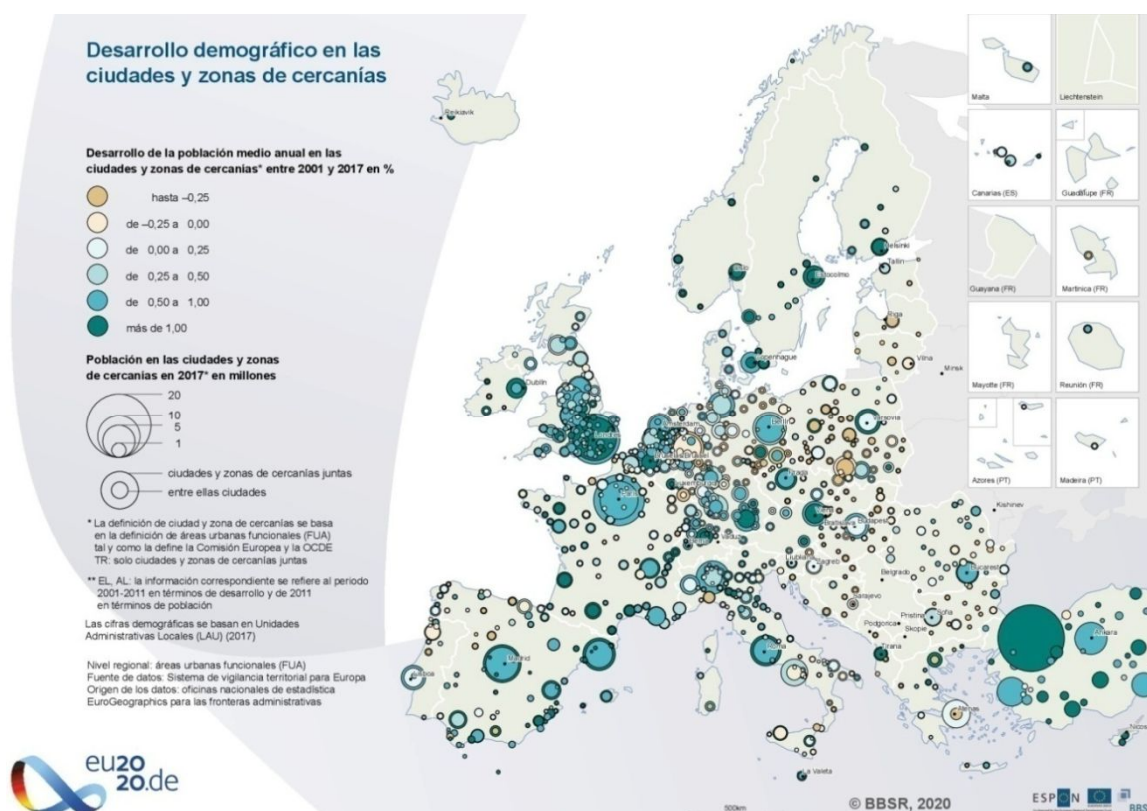 Desarrollo demográfico en las
ciudades y zonas de cercanías
Desarrollo de la población medio anual en las
ciudades y zonas de cercanias* entre 2001 y 2017 en %
hasta –0,25
de –0,25 a 0,00
de 0,00 a 0,25
de 0,25 a 0,50
de 0,50 a 1,00
más de 1,00
Población en las ciudades y zonas
de cercanías en 2017* en millones
20
10
5
1
ciudades y zonas de cercanías juntas
entre ellas ciudades
* La definición de ciudad y zona de cercanías se basa
en la definición de áreas urbanas funcionales (FUA)
tal y como la define la Comisión Europea y la OCDE
TR: solo ciudades y zonas de cercanías juntas
** EL, AL: la información correspondiente se refiere al periodo
2001-2011 en términos de desarrollo y de 2011
en términos de población
Las cifras demográficas se basan en Unidades
Administrativas Locales (LAU) (2017)
Nivel regional: áreas urbanas funcionales (FUA)
Fuente de datos: Sistema de vigilancia territorial para Europa
Origen de los datos: oficinas nacionales de estadística
EuroGeographics para las fronteras administrativas
eu20
20.de
Reikiavik
Helsinki
Tallin
Oslo
Estocolmo
Riga
Vilna
Minsk
Copenhague
Dublín
Londres
Ámsterdam
Berlín
Varsovia
Praga
París
Viena
Bratislava
Budapest
Vaduz
Kishinev
Liubliana
Zagreb
Belgrado
Bucarest
Sarajevo
Pristina
Sofía
Podgorica
Skopie
Tirana
Roma
Madrid
Lisboa
Ankara
Atenas
Nicos
La Valeta
Malta
Liechtenstein
Canarias (ES)
Guadalupe (FR)
Guayana (FR)
Martinica (FR)
Mayotte (FR)
Reunión (FR)
Azores (PT)
Madeira (PT)
500km
© BBSR, 2020
ESPON
BBSR